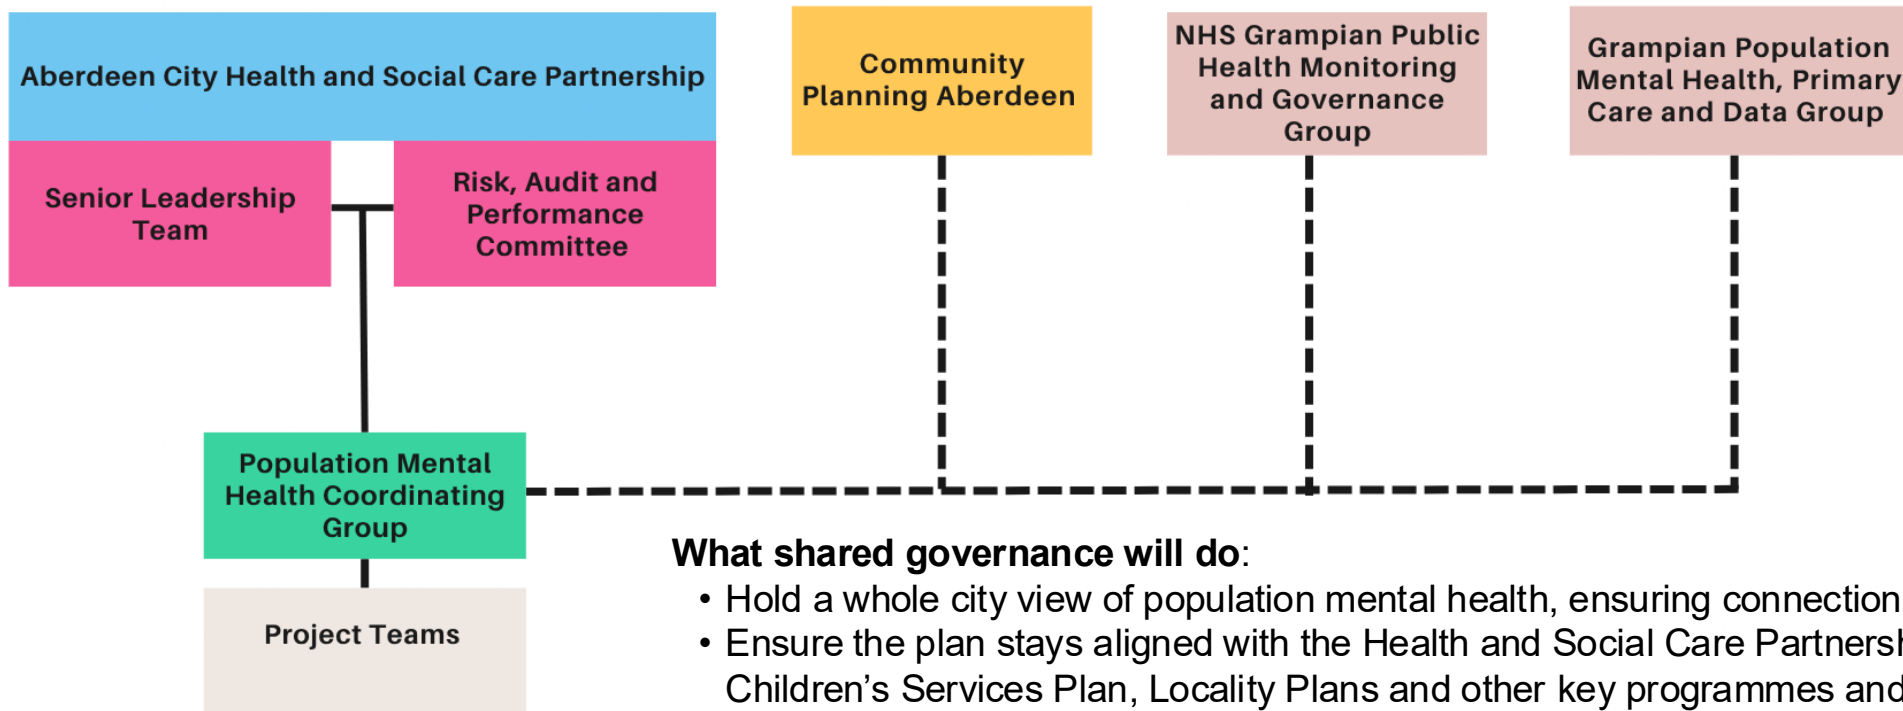 Aberdeen City Health and Social Care Partnership
Senior Leadership
Team
Risk, Audit and
Performance
Committee
Community
Planning Aberdeen
NHS Grampian Public
Health Monitoring
and Governance
Group
Grampian Population
Mental Health, Primary
Care and Data Group
Population Mental
Health Coordinating
Group
Project Teams
What shared governance will do:
• Hold a whole city view of population mental health, ensuring connection
• Ensure the plan stays aligned with the Health and Social Care
Children’s Services Plan, Locality Plans and other key programmes and